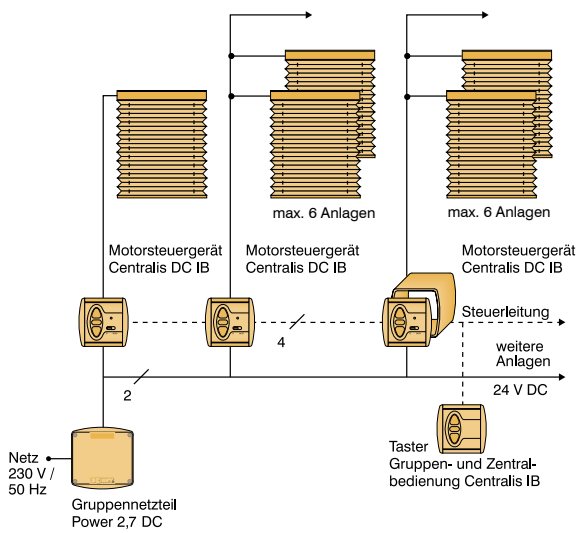 max. 6 Anlagen
max. 6 Anlagen
Motorsteuergerät
Centralis DC IB
Motorsteuergerät
Centralis DC IB
Motorsteuergerät
Centralis DC IB
Steuerleitung
4
weitere
Anlagen
2
24 V DC
Netz
230 V /
50 Hz
Taster
Gruppen- und Zentral-
bedienung Centralis IB
Gruppennetzteil
Power 2,7 DC